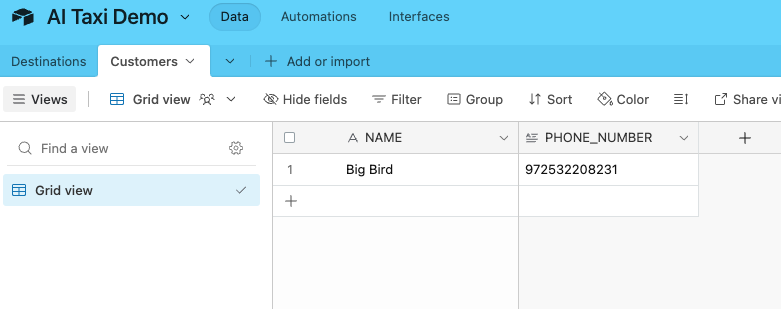 AI Taxi Demo Data Automations Interfaces
Destinations Customers Add or import
Views Grid view Hide fields Filter Group Sort Color Share vi
Find a view
NAME PHONE_NUMBER
Grid view
1 Big Bird 972532208231